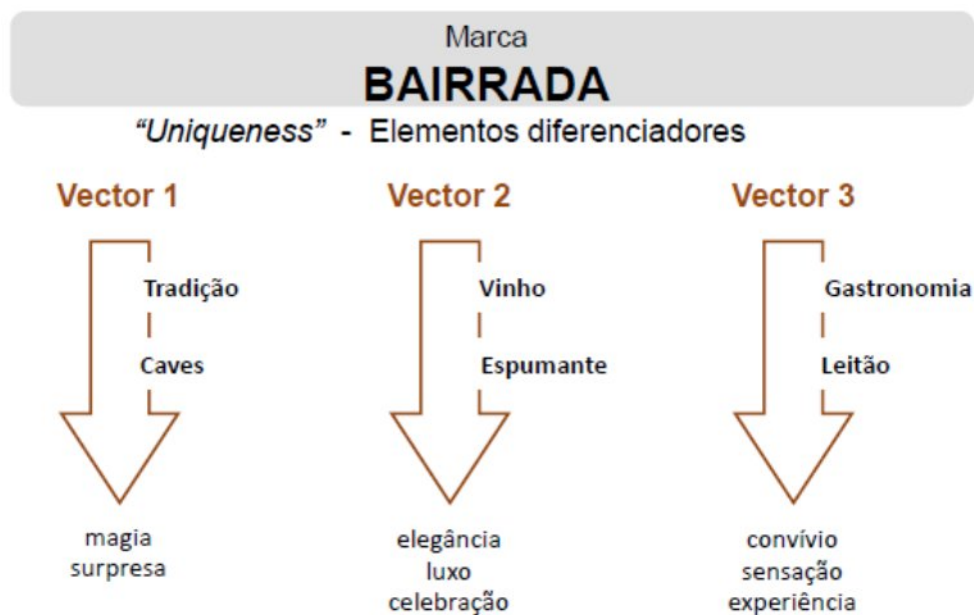 Marca
BAIRRADA
“Uniqueness” - Elementos diferenciadores
Vector 1
Tradição
Caves
magia
surpresa
Vector 2
Vinho
Espumante
elegância
luxo
celebração
Vector 3
Gastronomia
Leitão
convívio
sensação
experiência